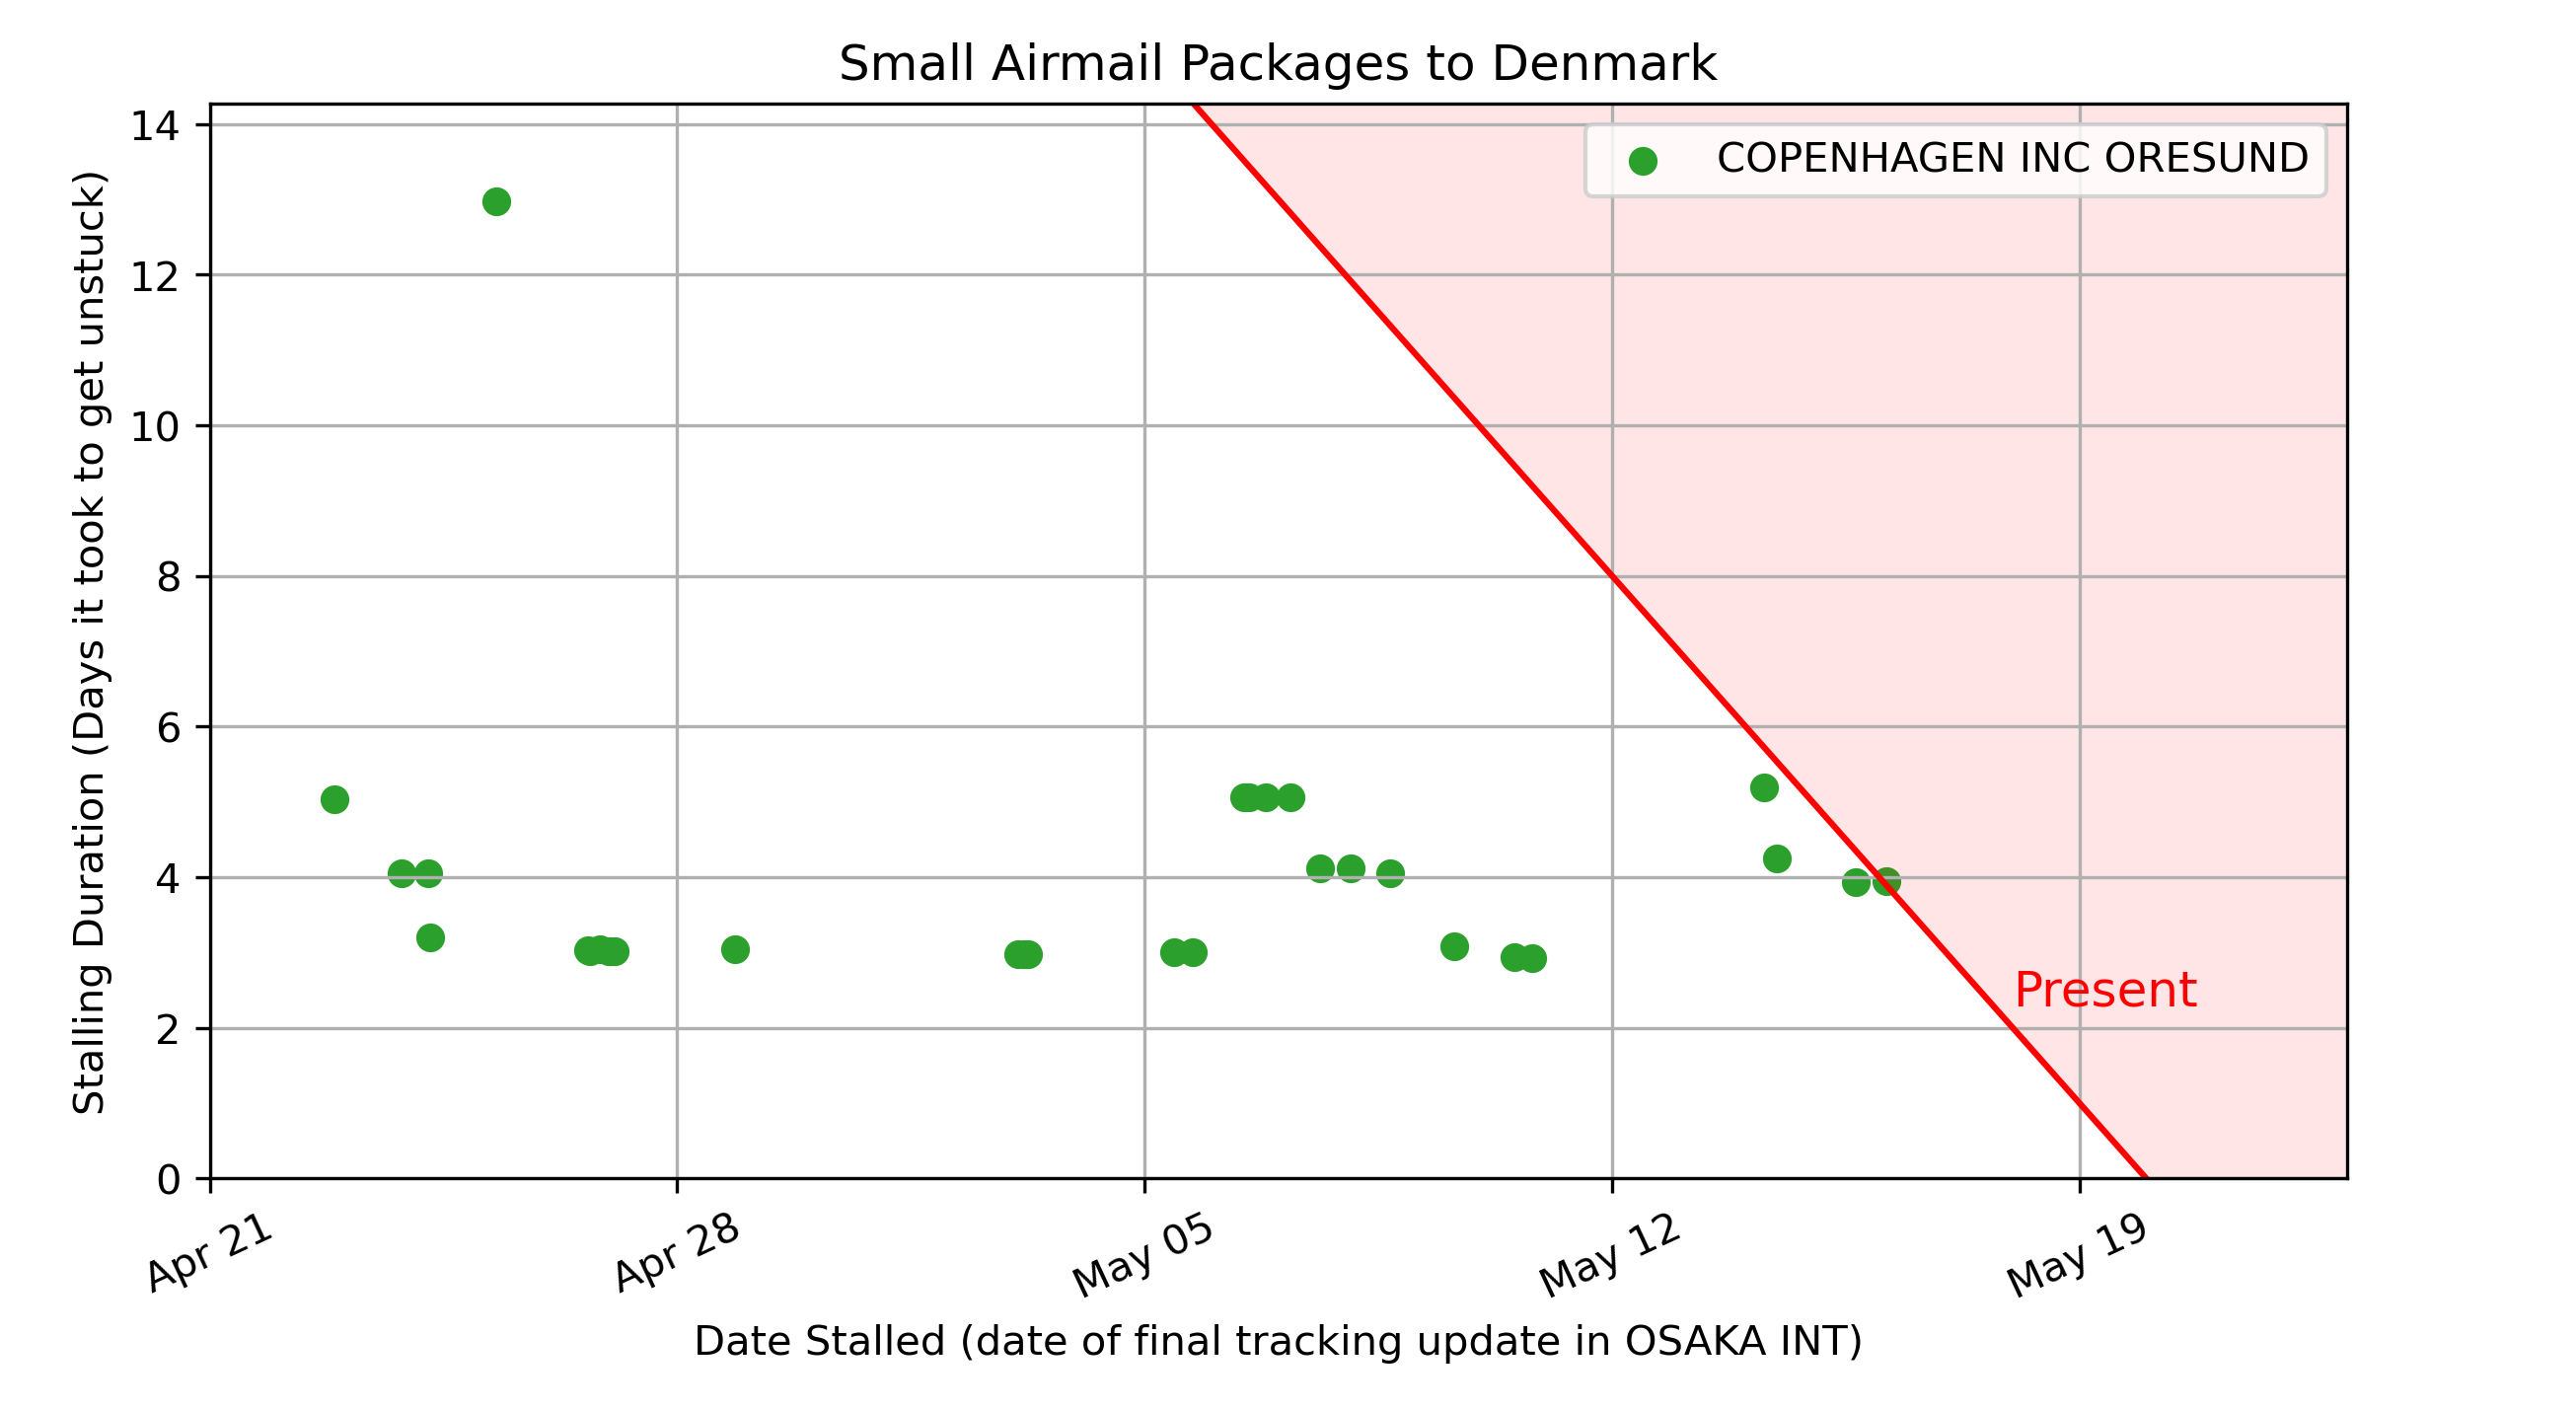 Small Airmail Packages to Denmark
COPENHAGEN INC ORESUND
Stalling Duration (Days it took to get unstuck)
14
12
10
8
6
4
2
0
Present
Apr 21
Apr 28
May 05
May 12
May 19
Date Stalled (date of final tracking update in OSAKA INT)